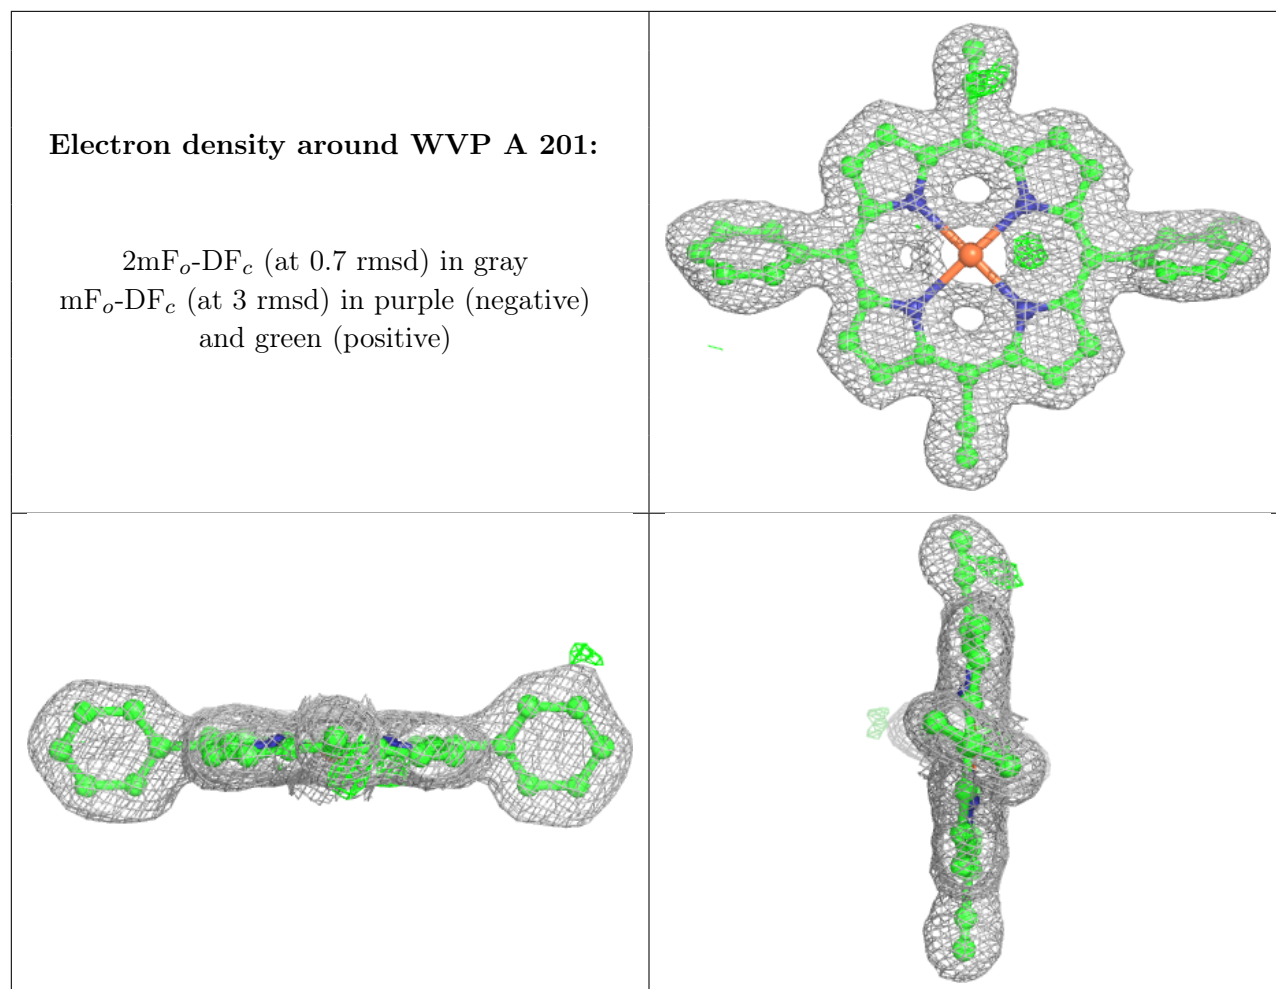 Electron density around WVP A 201:
2mFo-DFc (at 0.7 rmsd) in gray
mFo-DFc (at 3 rmsd) in purple (negative)
and green (positive)